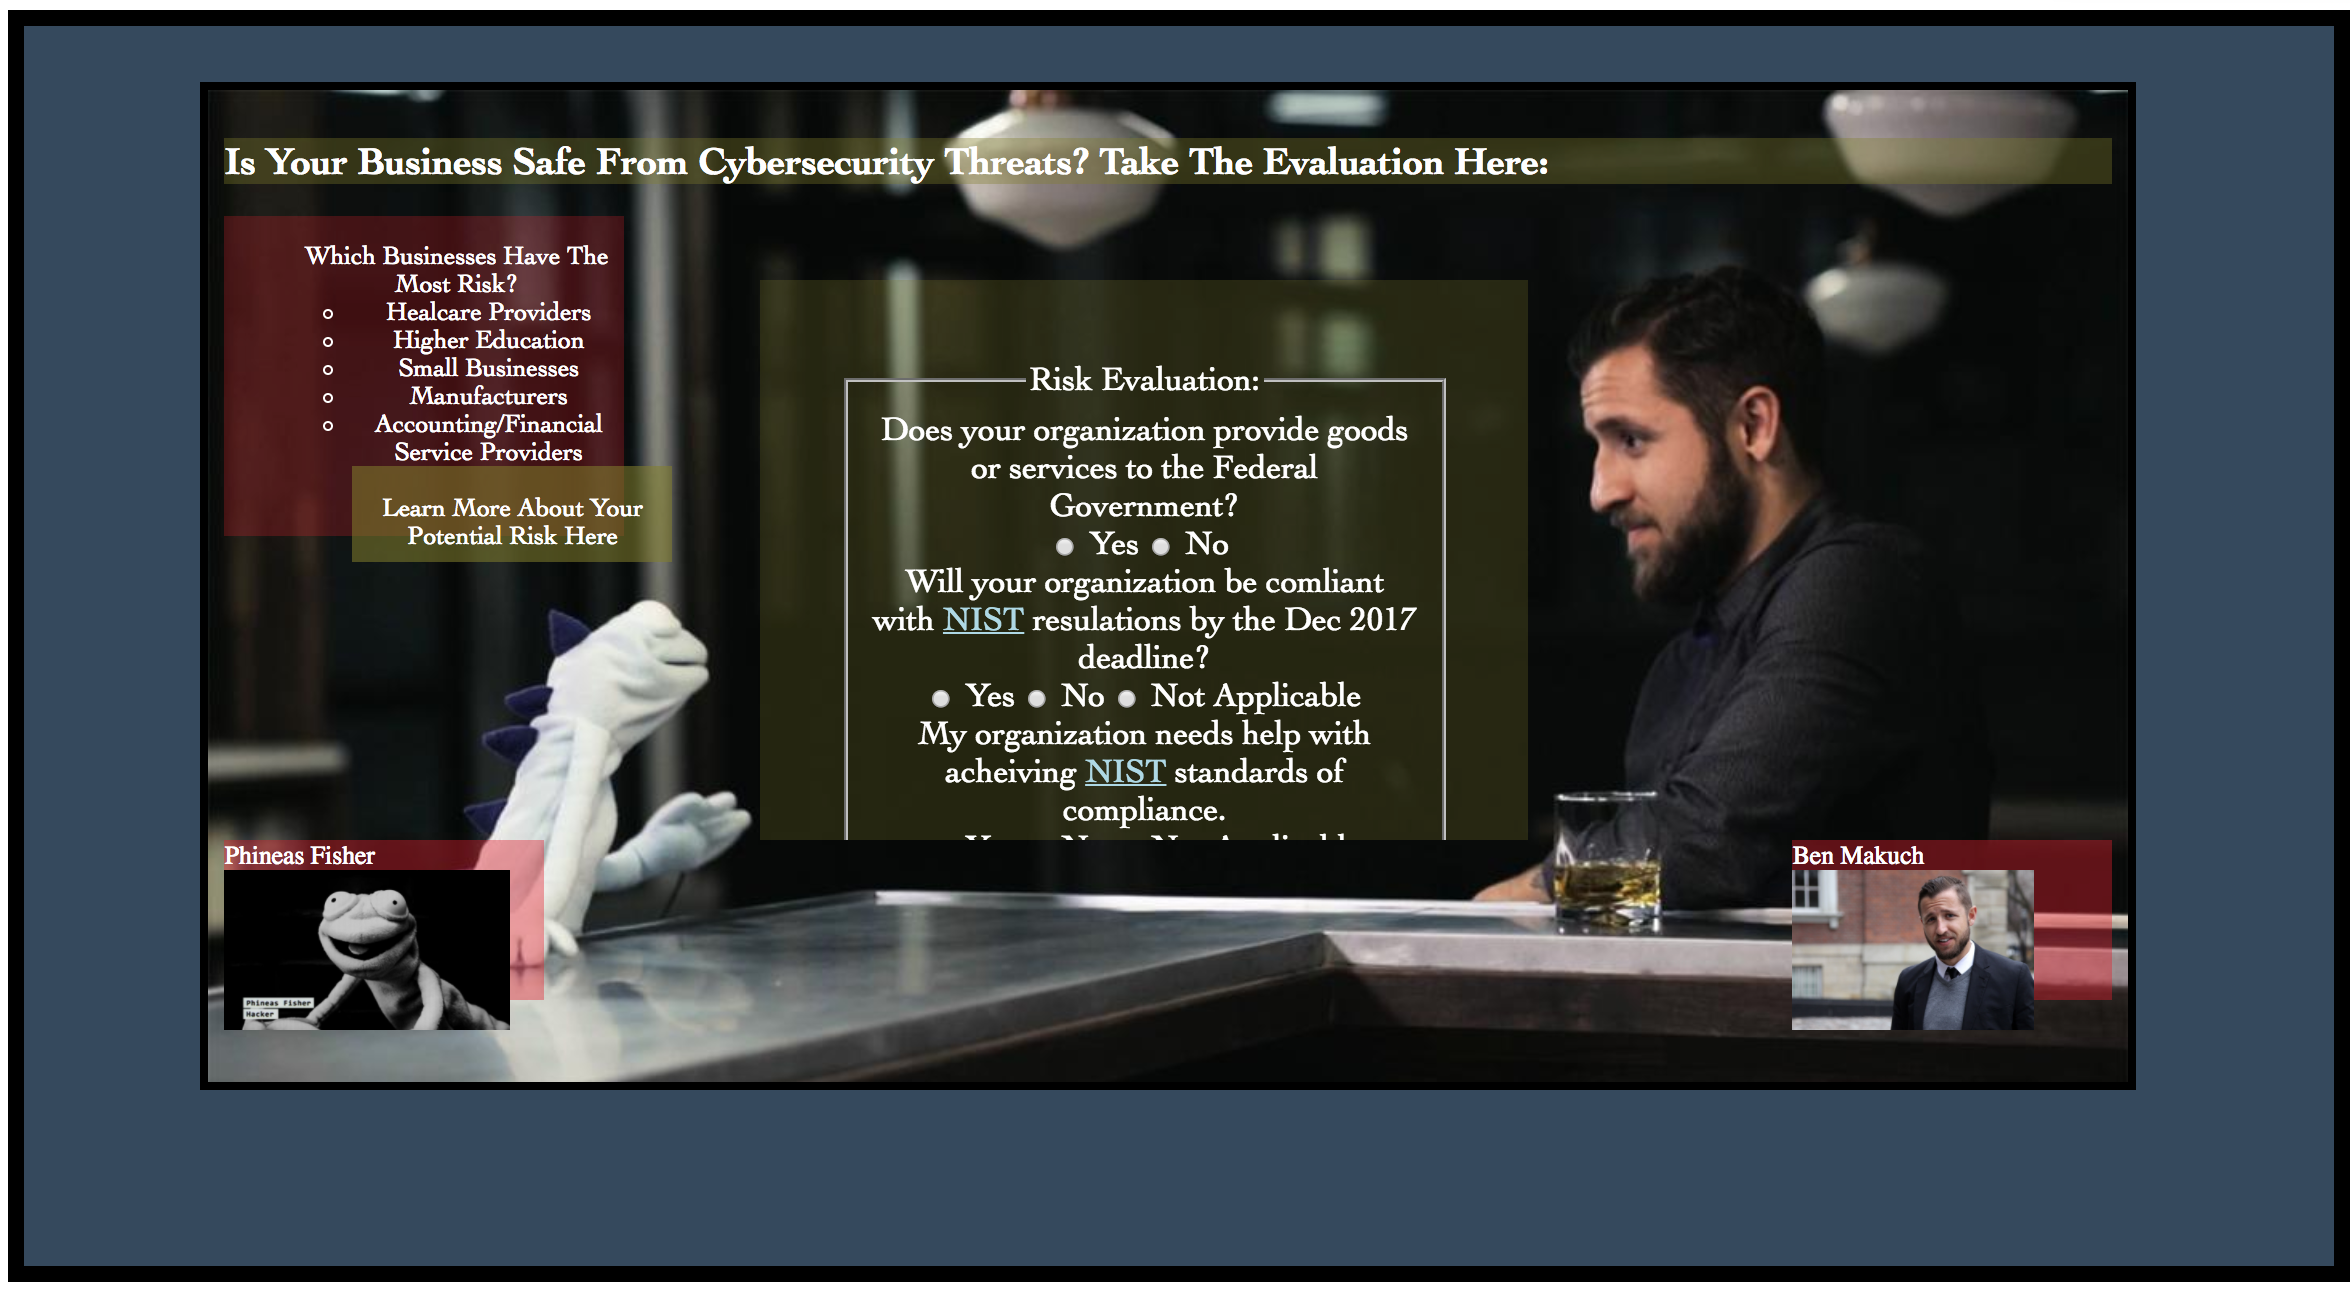 Is Your Business Safe From Cybersecurity Threats? Take The Evaluation Here:
Which Businesses Have The
Most Risk?
Healcare Providers
Higher Education
Small Businesses
Manufacturers
Accounting/Financial
Service Providers
Learn More About Your
Potential Risk Here
Risk Evaluation:
Does your organization provide goods
or services to the Federal
Government?
Yes No
Will your organization be comliant
with NIST resulations by the Dec 2017
deadline?
Yes No Not Applicable
My organization needs help with
acheiving NIST standards of
compliance.
Phineas Fisher
Phineas Fisher
Hacker
Ben Makuch